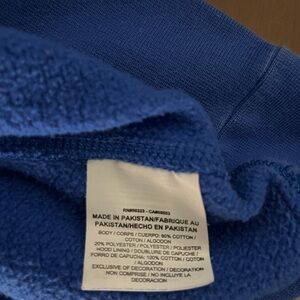 MADE IN PAKISTAN/FABRIQUE AU
PAKISTAN/HECHO EN PAKISTAN
BODY / CORPS / CUERPO: 80% COTTON /
COTON / ALGODON
20% POLYESTER / POLYESTER / POLIESTER
HOOD LINING / DOUBLURE DE CAPUCHE /
FORRO DE CAPUCHA: 100% COTTON / COTON
/ ALGODON
EXCLUSIVE OF DECORATION / DECORATION
NON COMPRISE / NO INCLUYE LA
DECORACION